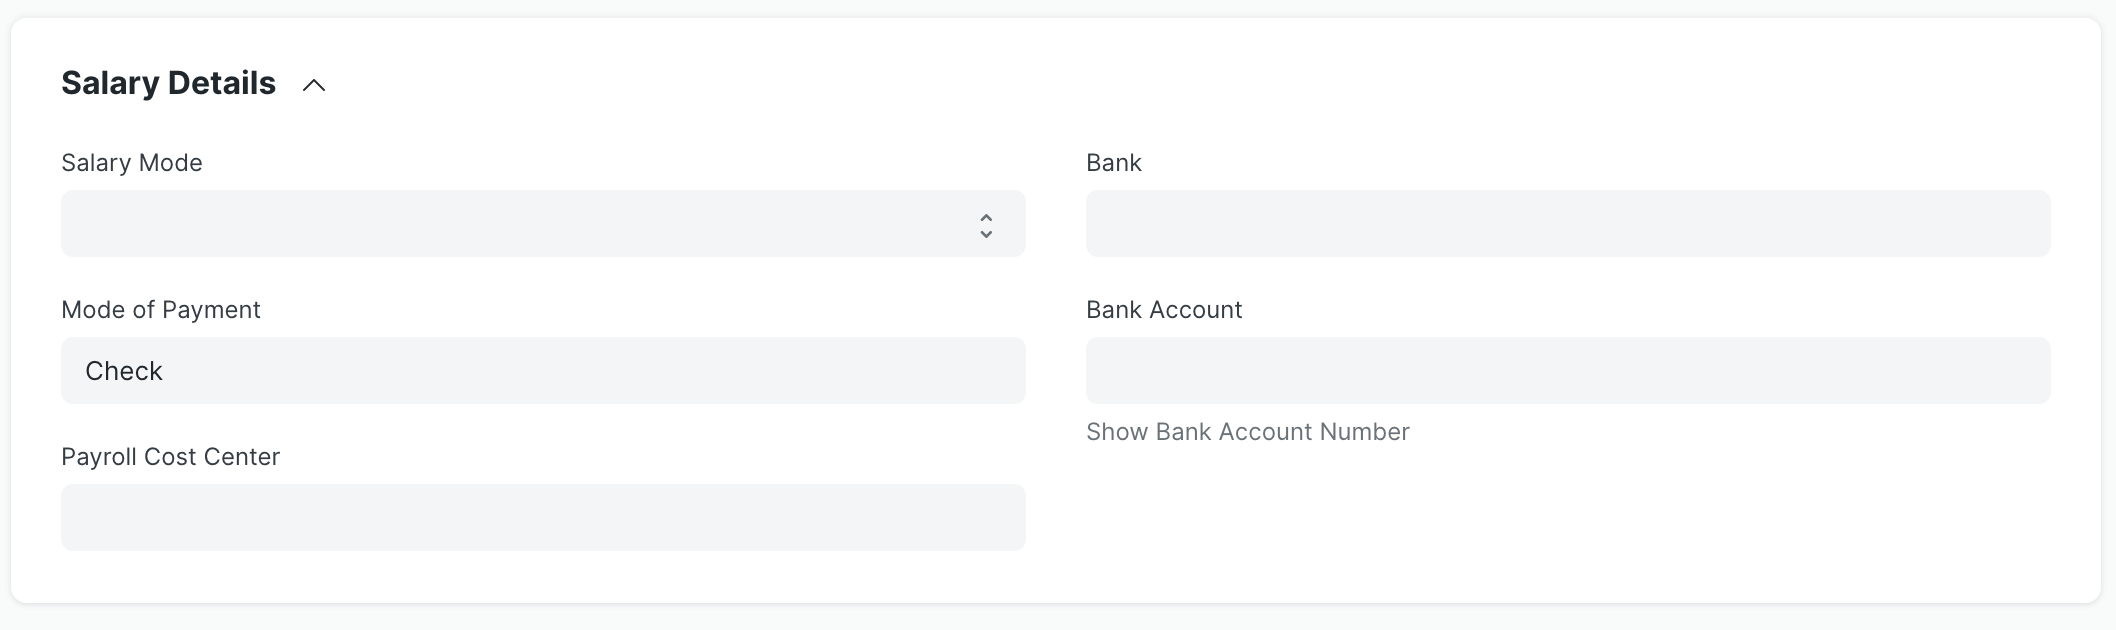 Salary Details
Salary Mode
Mode of Payment
Check
Payroll Cost Center
Bank
Bank Account
Show Bank Account Number